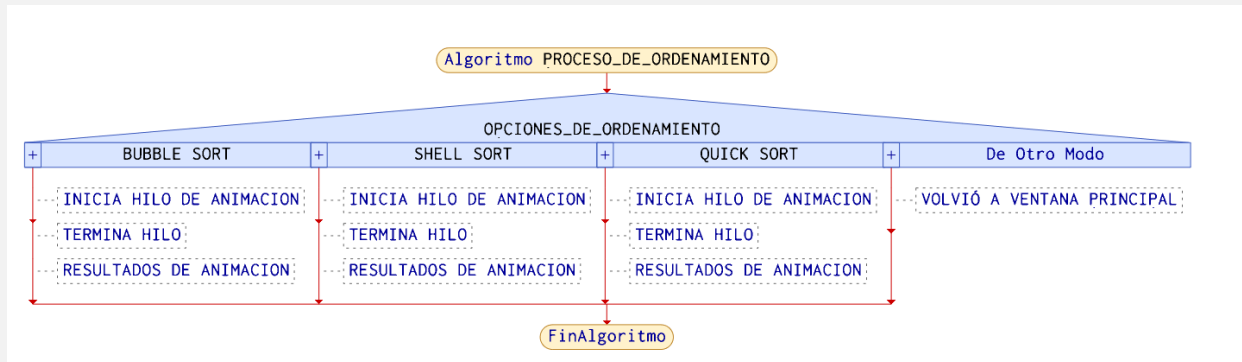 Algoritmo PROCESO_DE_ORDENAMIENTO
OPCIONES_DE_ORDENAMIENTO
+ BUBBLE SORT + SHELL SORT + QUICK SORT + De Otro Modo
INICIA HILO DE ANIMACION INICIA HILO DE ANIMACION INICIA HILO DE ANIMACION VOLVIÓ A VENTANA PRINCIPAL
TERMINA HILO TERMINA HILO TERMINA HILO
RESULTADOS DE ANIMACION RESULTADOS DE ANIMACION RESULTADOS DE ANIMACION
FinAlgoritmo